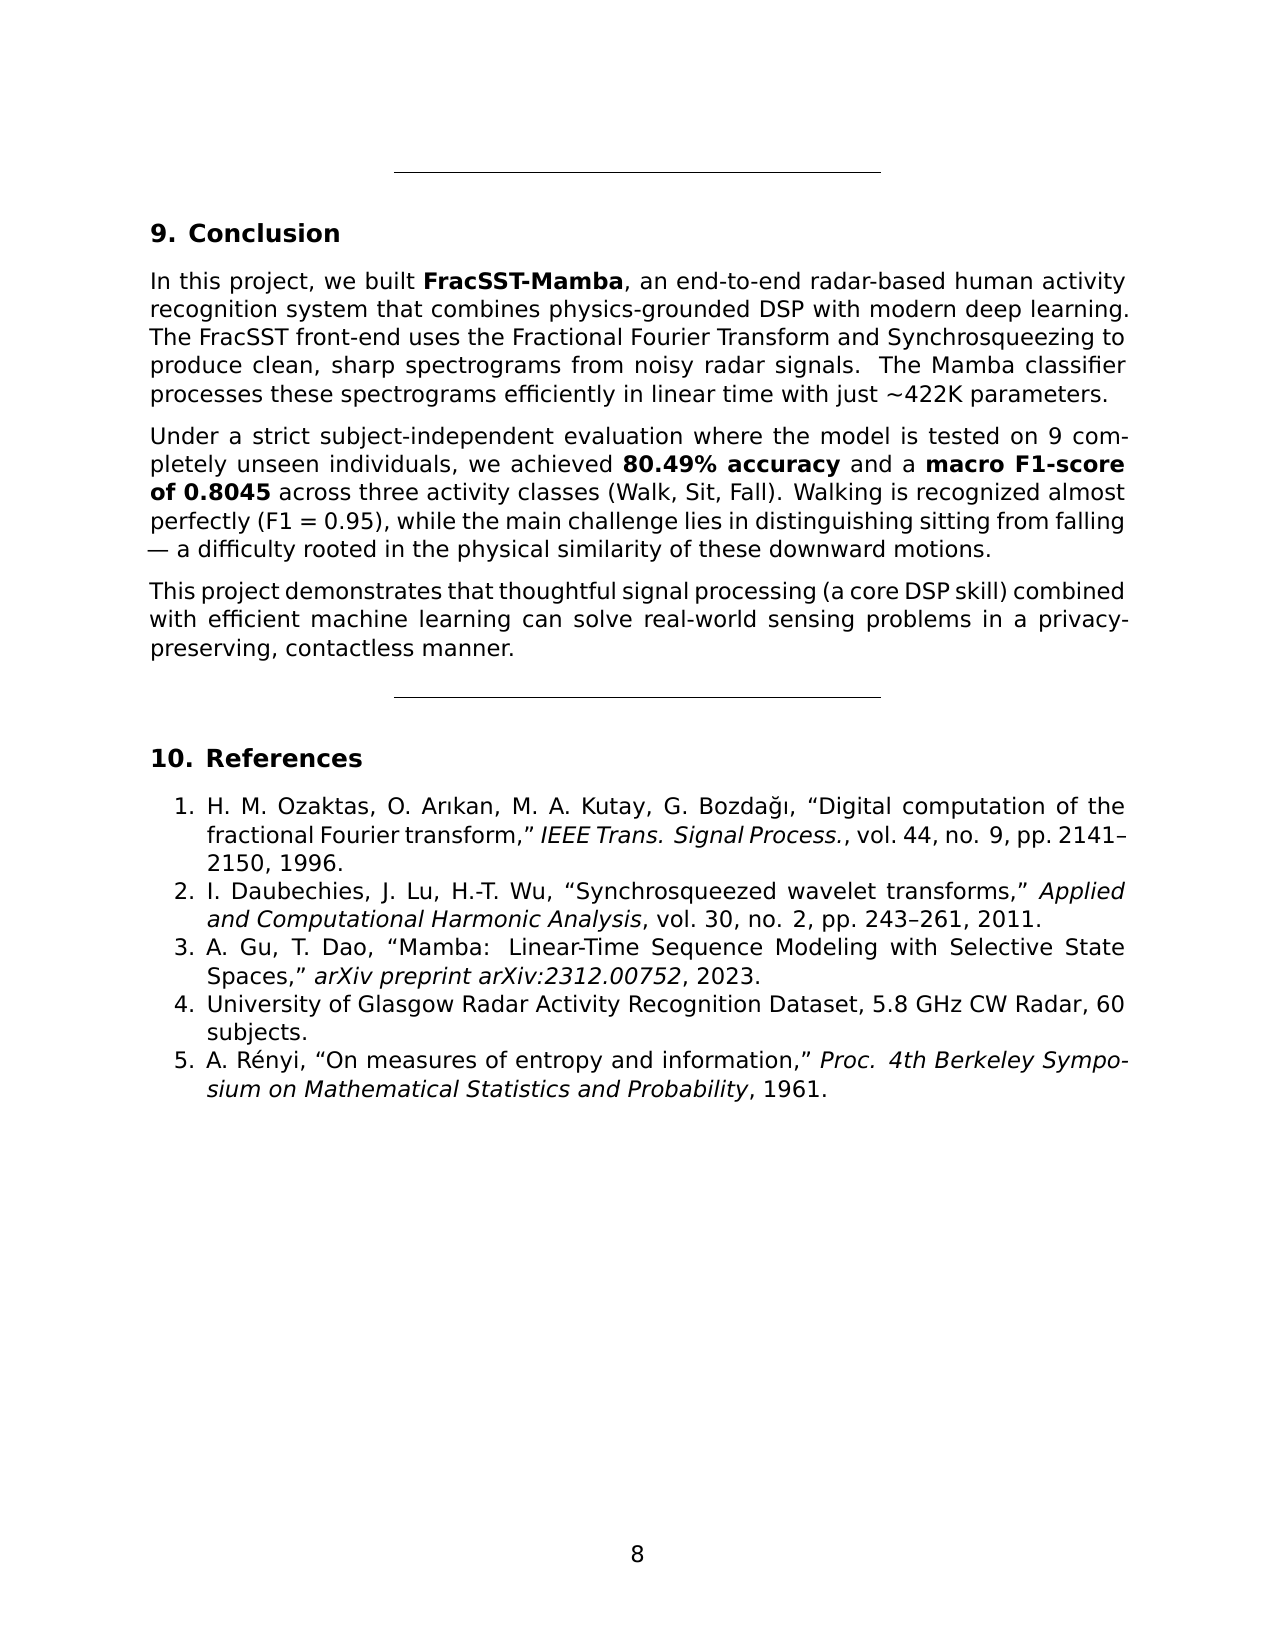 9. Conclusion
In this project, we built FracSST-Mamba, an end-to-end radar-based human activity
recognition system that combines physics-grounded DSP with modern deep learning.
The FracSST front-end uses the Fractional Fourier Transform and Synchrosqueezing to
produce clean, sharp spectrograms from noisy radar signals. The Mamba classifier
processes these spectrograms efficiently in linear time with just ~422K parameters.
Under a strict subject-independent evaluation where the model is tested on 9 com-
pletely unseen individuals, we achieved 80.49% accuracy and a macro F1-score
of 0.8045 across three activity classes (Walk, Sit, Fall). Walking is recognized almost
perfectly (F1 = 0.95), while the main challenge lies in distinguishing sitting from falling
— a difficulty rooted in the physical similarity of these downward motions.
This project demonstrates that thoughtful signal processing (a core DSP skill) combined
with efficient machine learning can solve real-world sensing problems in a privacy-
preserving, contactless manner.
10. References
1. H. M. Ozaktas, O. Arıkan, M. A. Kutay, G. Bozdağı, “Digital computation of the
fractional Fourier transform,” IEEE Trans. Signal Process., vol. 44, no. 9, pp. 2141–
2150, 1996.
2. I. Daubechies, J. Lu, H.-T. Wu, “Synchrosqueezed wavelet transforms,” Applied
and Computational Harmonic Analysis, vol. 30, no. 2, pp. 243–261, 2011.
3. A. Gu, T. Dao, “Mamba: Linear-Time Sequence Modeling with Selective State
Spaces,” arXiv preprint arXiv:2312.00752, 2023.
4. University of Glasgow Radar Activity Recognition Dataset, 5.8 GHz CW Radar, 60
subjects.
5. A. Rényi, “On measures of entropy and information,” Proc. 4th Berkeley Sympo-
sium on Mathematical Statistics and Probability, 1961.
8